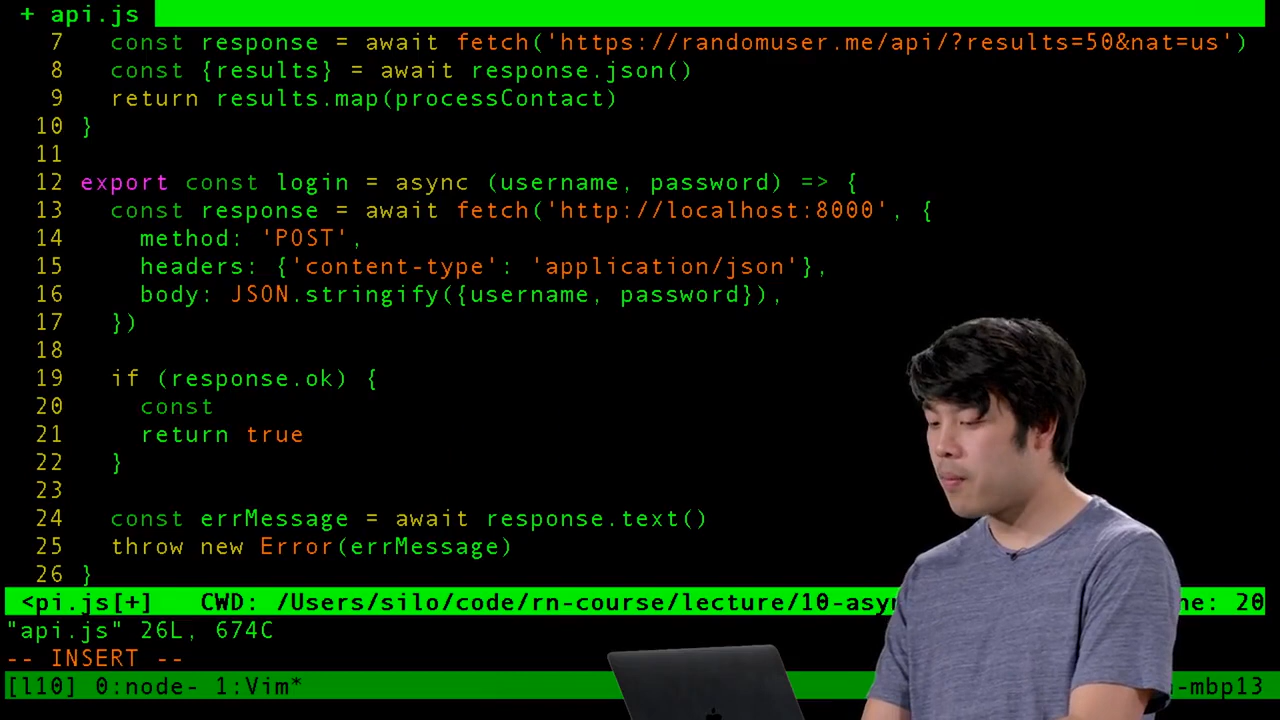 + api.js
7 const response = await fetch('https://randomuser.me/api/?results=50&nat=us')
8 const {results} = await response.json()
9 return results.map(processContact)
10 }
11
12 export const login = async (username, password) => {
13 const response = await fetch('http://localhost:8000', {
14 method: 'POST',
15 headers: {'content-type': 'application/json'},
16 body: JSON.stringify({username, password}),
17 })
18
19 if (response.ok) {
20 const
21 return true
22 }
23
24 const errMessage = await response.text()
25 throw new Error(errMessage)
26 }
<pi.js[+] CWD: /Users/silo/code/rn-course/lecture/10-asy ne: 20
"api.js" 26L, 674C
-- INSERT --
[l10] 0:node- 1:Vim* -mbp13